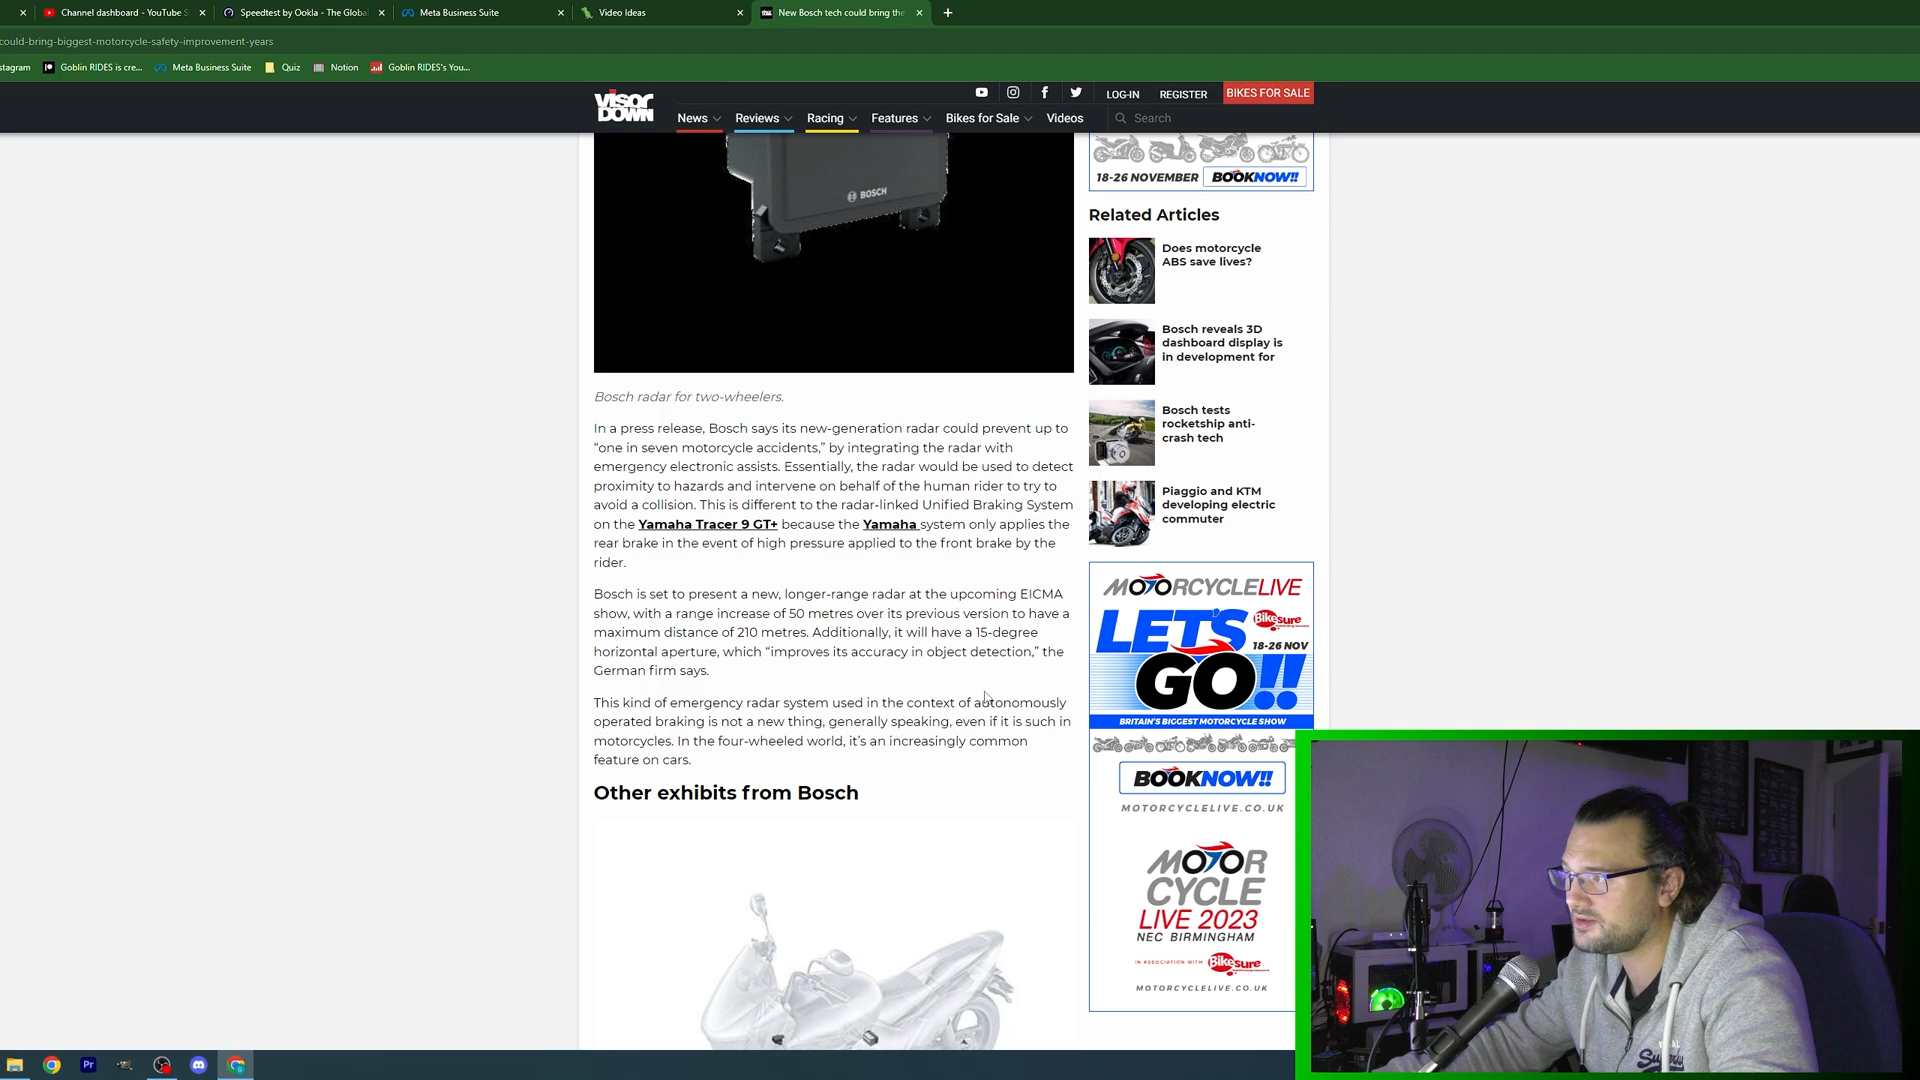 Channel dashboard - YouTube S
Speedtest by Ookla - The Global
Meta Business Suite
Video Ideas
New Bosch tech could bring the
could-bring-biggest-motorcycle-safety-improvement-years
stagram
Goblin RIDES is cre...
Meta Business Suite
Quiz
Notion
Goblin RIDES's You...
VISOR
DOWN
LOG-IN
REGISTER
BIKES FOR SALE
News
Reviews
Racing
Features
Bikes for Sale
Videos
Search
BOSCH
18-26 NOVEMBER
BOOKNOW!!
Related Articles
Does motorcycle
ABS save lives?
Bosch reveals 3D
dashboard display is
in development for
Bosch tests
rocketship anti-
crash tech
Piaggio and KTM
developing electric
commuter
Bosch radar for two-wheelers.
In a press release, Bosch says its new-generation radar could prevent up to
“one in seven motorcycle accidents,” by integrating the radar with
emergency electronic assists. Essentially, the radar would be used to detect
proximity to hazards and intervene on behalf of the human rider to try to
avoid a collision. This is different to the radar-linked Unified Braking System
on the Yamaha Tracer 9 GT+ because the Yamaha system only applies the
rear brake in the event of high pressure applied to the front brake by the
rider.
Bosch is set to present a new, longer-range radar at the upcoming EICMA
show, with a range increase of 50 metres over its previous version to have a
maximum distance of 210 metres. Additionally, it will have a 15-degree
horizontal aperture, which “improves its accuracy in object detection,” the
German firm says.
This kind of emergency radar system used in the context of autonomously
operated braking is not a new thing, generally speaking, even if it is such in
motorcycles. In the four-wheeled world, it’s an increasingly common
feature on cars.
Other exhibits from Bosch
MOTORCYCLE LIVE
LET'S
BikeSure
18-26 NOV
GO!!
BRITAIN'S BIGGEST MOTORCYCLE SHOW
BOOKNOW!!
MOTORCYCLELIVE.CO.UK
MOTOR
CYCLE
LIVE 2023
NEC BIRMINGHAM
IN ASSOCIATION WITH BikeSure
MOTORCYCLELIVE.CO.UK
Pr